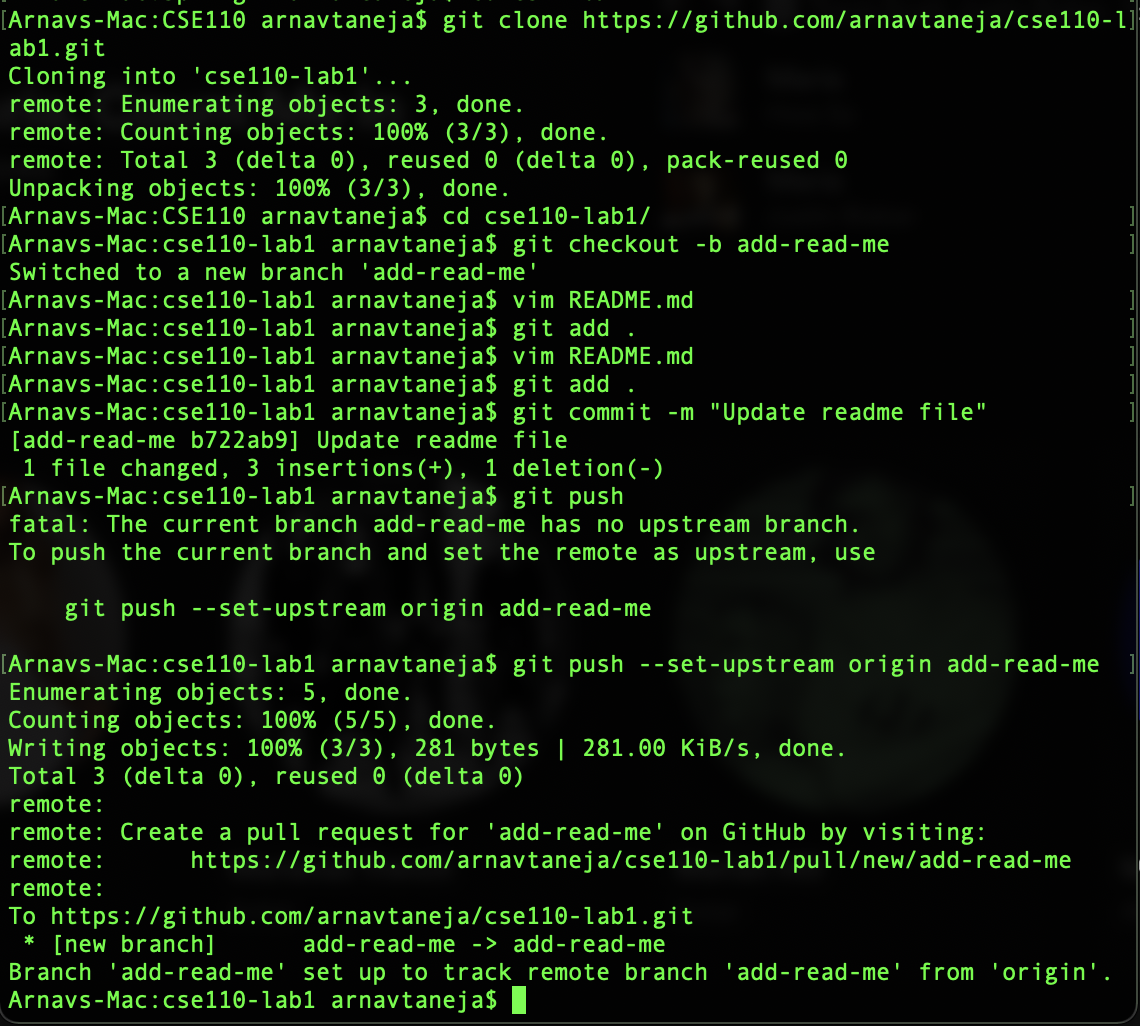 [Arnavs-Mac:CSE110 arnavtaneja$ git clone https://github.com/arnavtaneja/cse110-l]
ab1.git
Cloning into 'cse110-lab1'...
remote: Enumerating objects: 3, done.
remote: Counting objects: 100% (3/3), done.
remote: Total 3 (delta 0), reused 0 (delta 0), pack-reused 0
Unpacking objects: 100% (3/3), done.
[Arnavs-Mac:CSE110 arnavtaneja$ cd cse110-lab1/ ]
[Arnavs-Mac:cse110-lab1 arnavtaneja$ git checkout -b add-read-me ]
Switched to a new branch 'add-read-me'
[Arnavs-Mac:cse110-lab1 arnavtaneja$ vim README.md ]
[Arnavs-Mac:cse110-lab1 arnavtaneja$ git add . ]
[Arnavs-Mac:cse110-lab1 arnavtaneja$ vim README.md ]
[Arnavs-Mac:cse110-lab1 arnavtaneja$ git add . ]
[Arnavs-Mac:cse110-lab1 arnavtaneja$ git commit -m "Update readme file" ]
[add-read-me b722ab9] Update readme file
 1 file changed, 3 insertions(+), 1 deletion(-)
[Arnavs-Mac:cse110-lab1 arnavtaneja$ git push ]
fatal: The current branch add-read-me has no upstream branch.
To push the current branch and set the remote as upstream, use
    git push --set-upstream origin add-read-me
[Arnavs-Mac:cse110-lab1 arnavtaneja$ git push --set-upstream origin add-read-me ]
Enumerating objects: 5, done.
Counting objects: 100% (5/5), done.
Writing objects: 100% (3/3), 281 bytes | 281.00 KiB/s, done.
Total 3 (delta 0), reused 0 (delta 0)
remote:
remote: Create a pull request for 'add-read-me' on GitHub by visiting:
remote:      https://github.com/arnavtaneja/cse110-lab1/pull/new/add-read-me
remote:
To https://github.com/arnavtaneja/cse110-lab1.git
 * [new branch]      add-read-me -> add-read-me
Branch 'add-read-me' set up to track remote branch 'add-read-me' from 'origin'.
Arnavs-Mac:cse110-lab1 arnavtaneja$